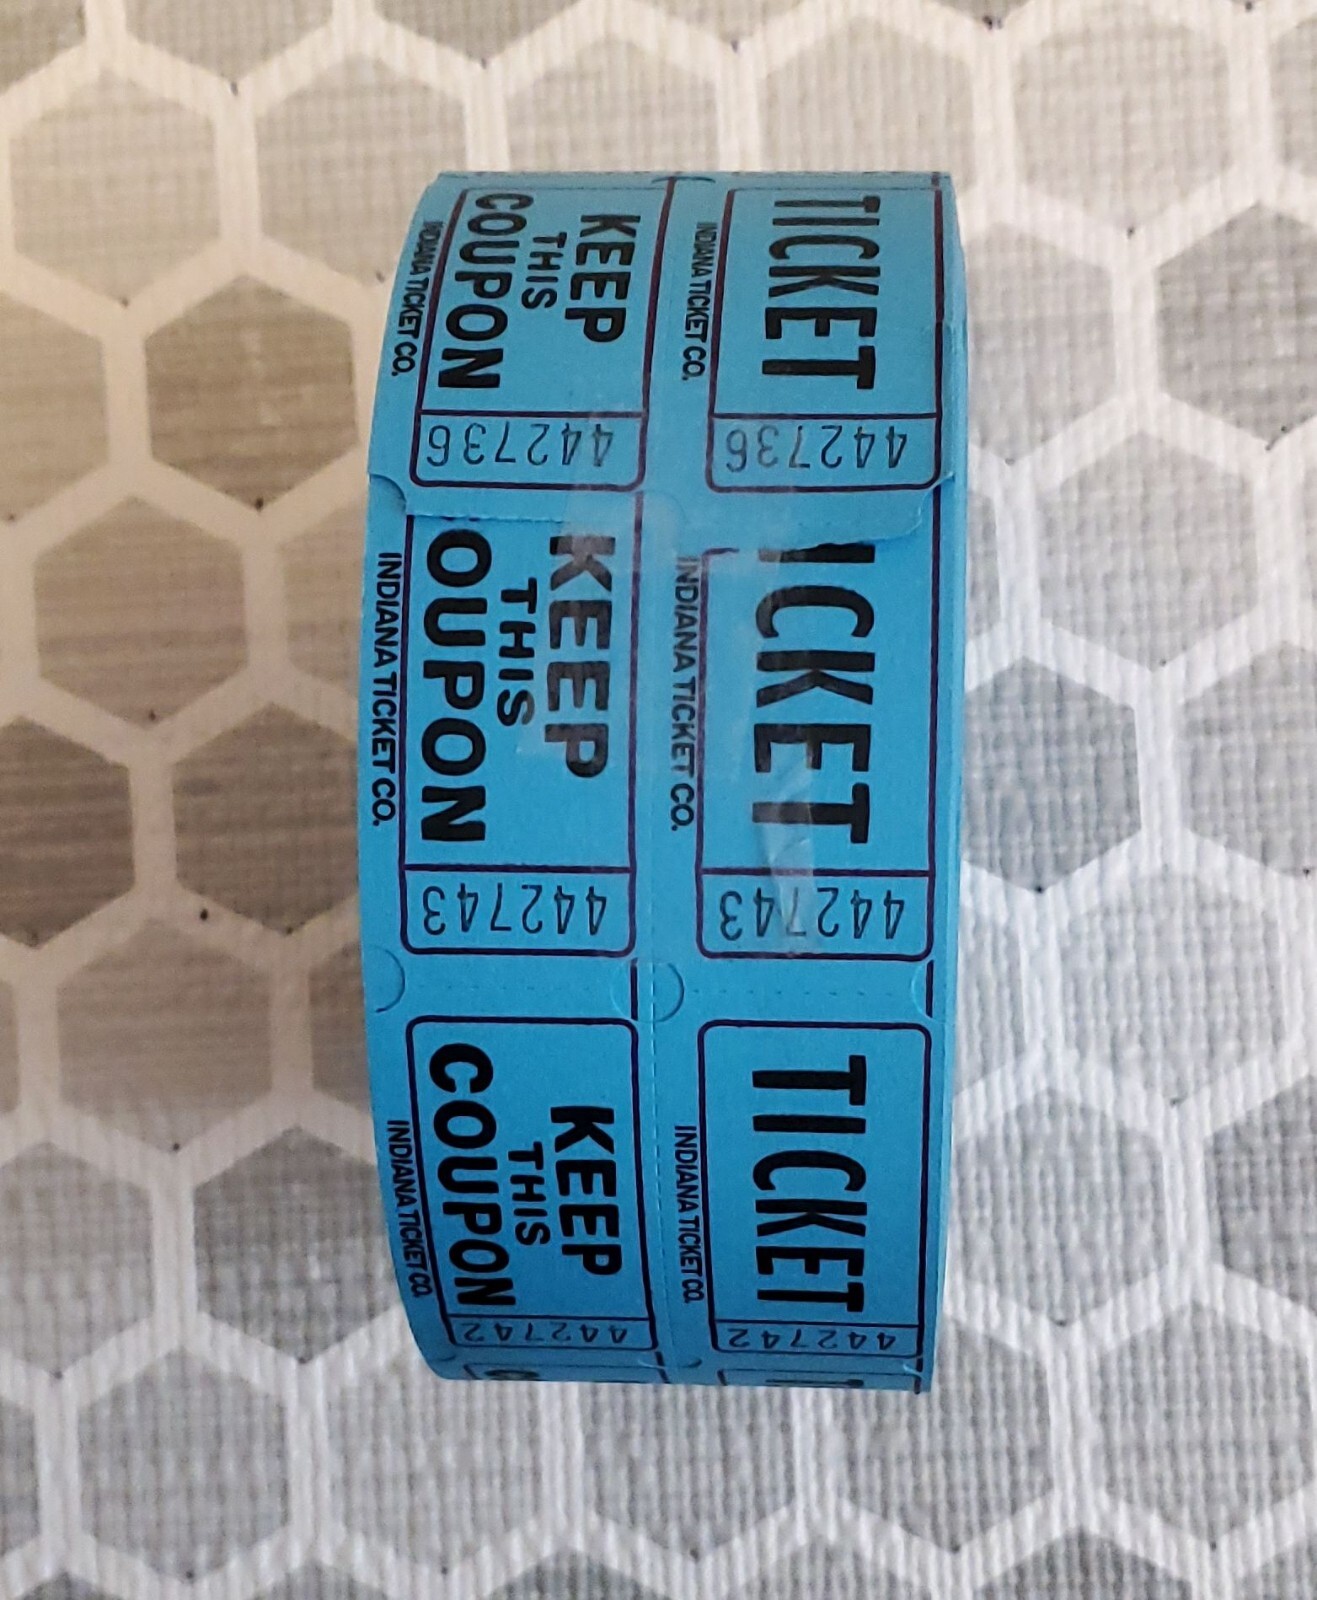 KEEP
THIS
COUPON
INDIANA TICKET CO.
442736
TICKET
INDIANA TICKET CO.
442736
KEEP
THIS
OUPON
INDIANA TICKET CO.
442743
ICKET
INDIANA TICKET CO.
442743
KEEP
THIS
COUPON
INDIANA TICKET CO.
442742
TICKET
INDIANA TICKET CO.
442742